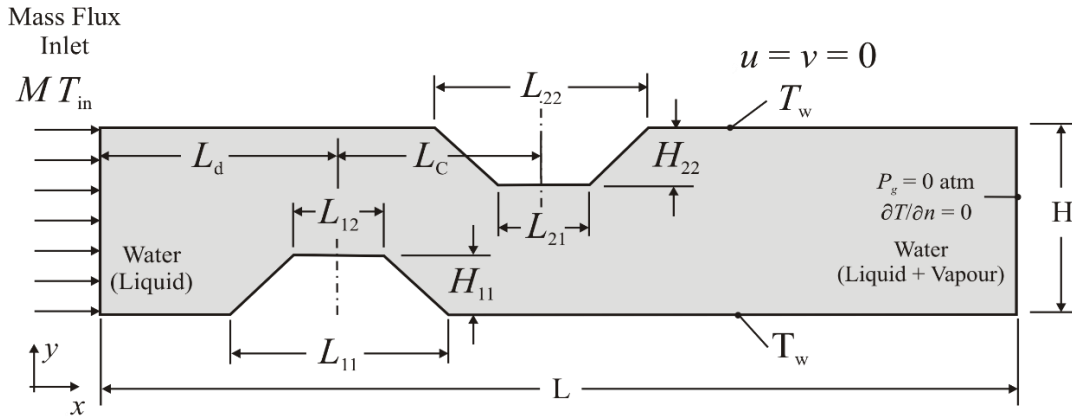 Mass Flux
Inlet
M T_in
L_22
u = v = 0
T_w
L_d
L_C
H_22
P_g = 0 atm
∂T/∂n = 0
H
L_12
L_21
Water
(Liquid)
H_11
Water
(Liquid + Vapour)
L_11
T_w
y
x
L